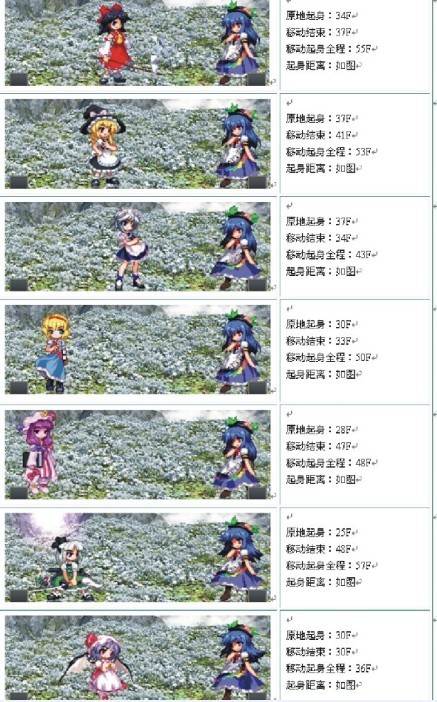 原地起身：34F
移动结束：37F
移动起身全程：55F
起身距离：如图
原地起身：37F
移动结束：41F
移动起身全程：53F
起身距离：如图
原地起身：37F
移动结束：34F
移动起身全程：43F
起身距离：如图
原地起身：30F
移动结束：33F
移动起身全程：50F
起身距离：如图
原地起身：28F
移动结束：47F
移动起身全程：48F
起身距离：如图
原地起身：25F
移动结束：48F
移动起身全程：57F
起身距离：如图
原地起身：30F
移动结束：30F
移动起身全程：36F
起身距离：如图